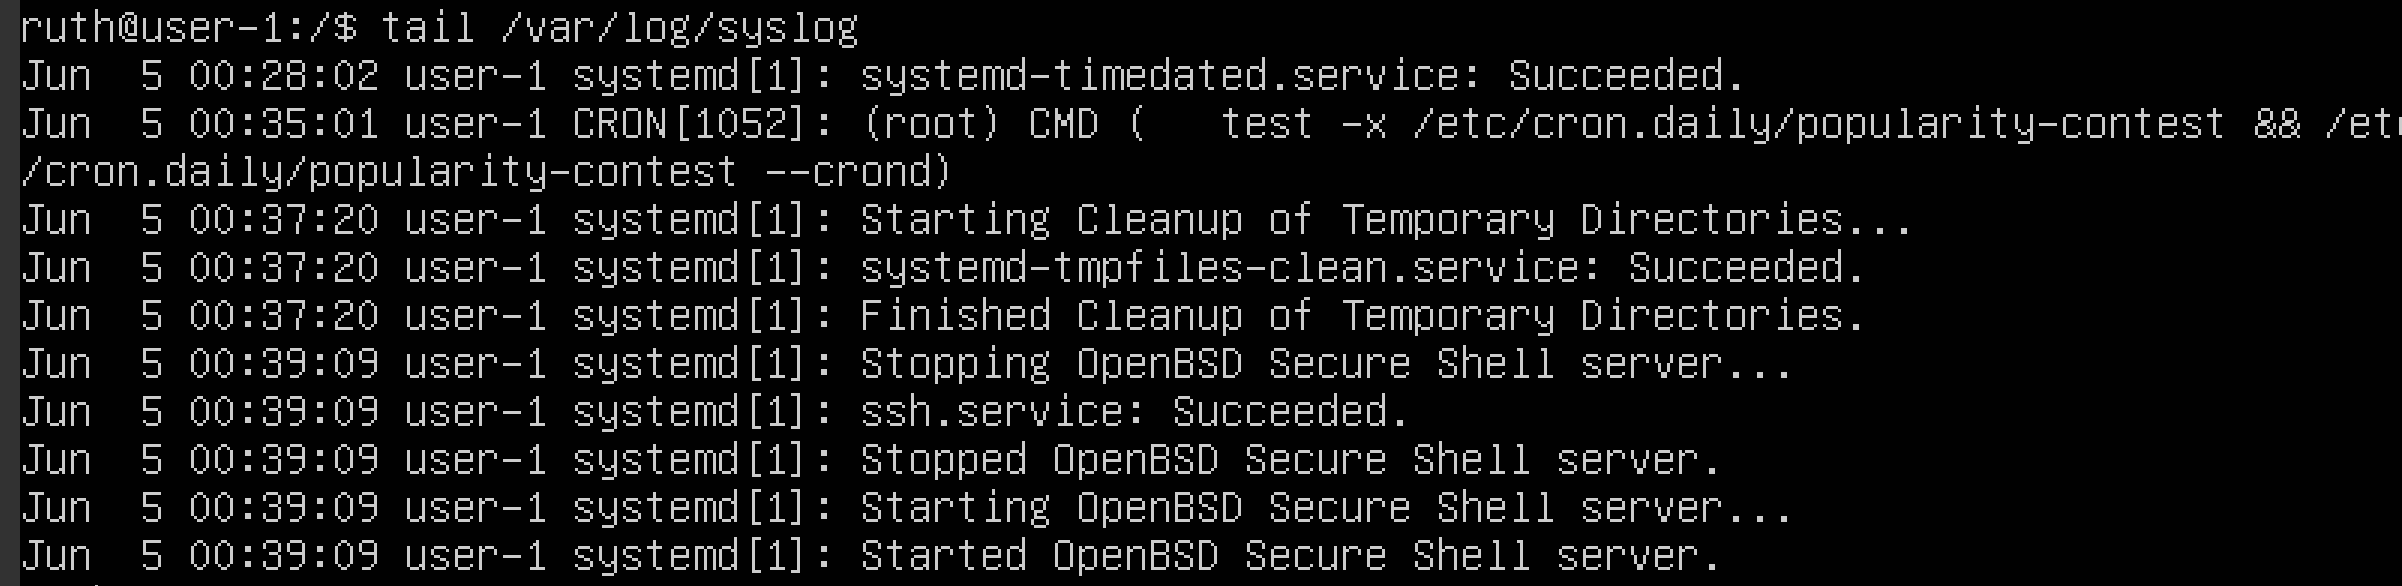 ruth@user-1:/$ tail /var/log/syslog
Jun  5 00:28:02 user-1 systemd[1]: systemd-timedated.service: Succeeded.
Jun  5 00:35:01 user-1 CRON[1052]: (root) CMD (   test -x /etc/cron.daily/popularity-contest && /etc
/cron.daily/popularity-contest --crond)
Jun  5 00:37:20 user-1 systemd[1]: Starting Cleanup of Temporary Directories...
Jun  5 00:37:20 user-1 systemd[1]: systemd-tmpfiles-clean.service: Succeeded.
Jun  5 00:37:20 user-1 systemd[1]: Finished Cleanup of Temporary Directories.
Jun  5 00:39:09 user-1 systemd[1]: Stopping OpenBSD Secure Shell server...
Jun  5 00:39:09 user-1 systemd[1]: ssh.service: Succeeded.
Jun  5 00:39:09 user-1 systemd[1]: Stopped OpenBSD Secure Shell server.
Jun  5 00:39:09 user-1 systemd[1]: Starting OpenBSD Secure Shell server...
Jun  5 00:39:09 user-1 systemd[1]: Started OpenBSD Secure Shell server.